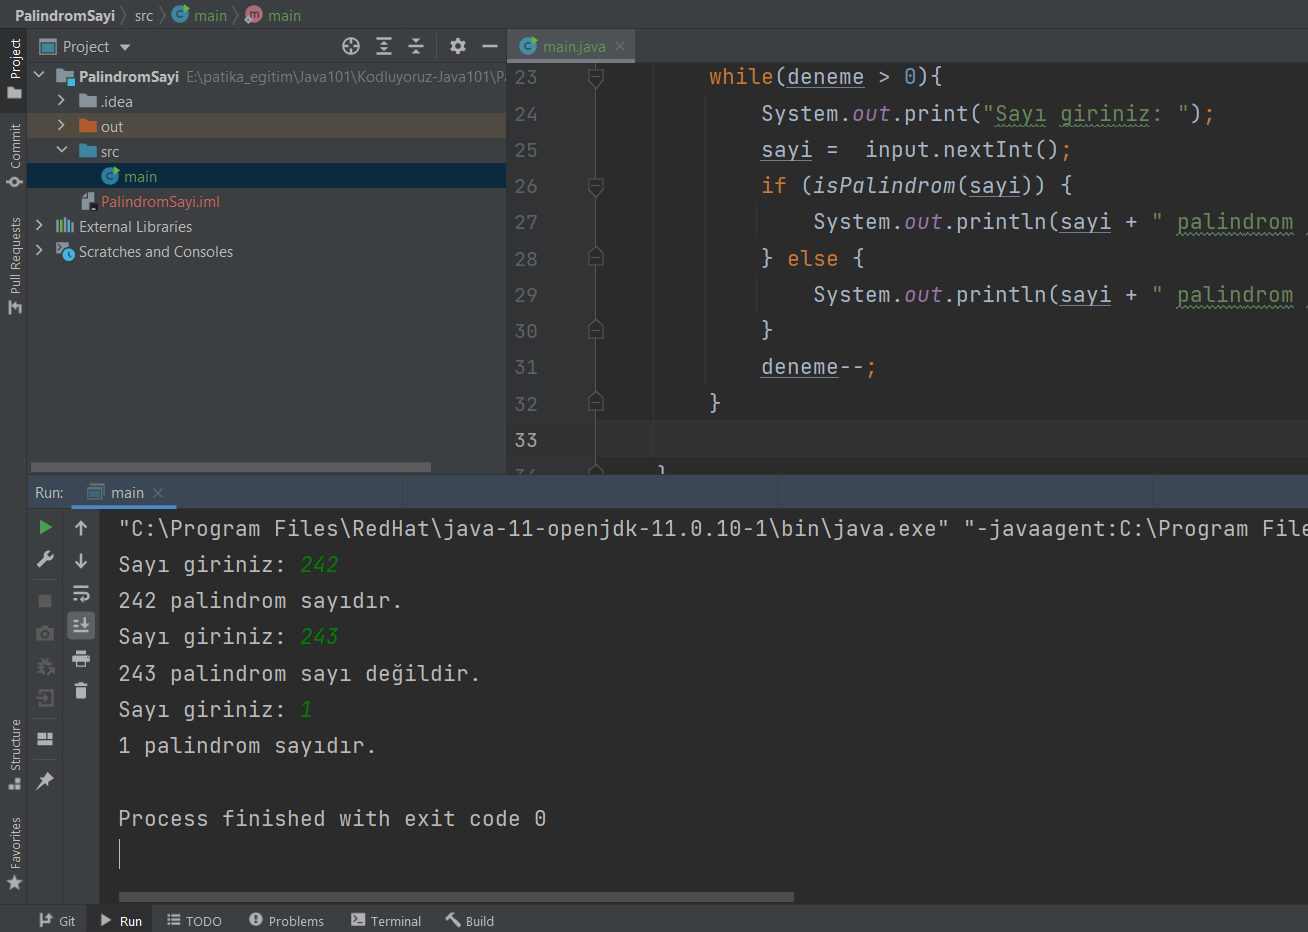 PalindromSayi src main main
Project
Project
main.java
PalindromSayi E:\patika_egitim\Java101\Kodluyoruz-Java101\P
.idea
out
src
main
PalindromSayi.iml
External Libraries
Scratches and Consoles
Commit
Pull Requests
23 while(deneme > 0){
24 System.out.print("Sayı giriniz: ");
25 sayi = input.nextInt();
26 if (isPalindrom(sayi)) {
27 System.out.println(sayi + " palindrom
28 } else {
29 System.out.println(sayi + " palindrom
30 }
31 deneme--;
32 }
33
34 }
Run: main
"C:\Program Files\RedHat\java-11-openjdk-11.0.10-1\bin\java.exe" "-javaagent:C:\Program File
Sayı giriniz: 242
242 palindrom sayıdır.
Sayı giriniz: 243
243 palindrom sayı değildir.
Sayı giriniz: 1
1 palindrom sayıdır.
Process finished with exit code 0
Structure
Favorites
Git Run TODO Problems Terminal Build